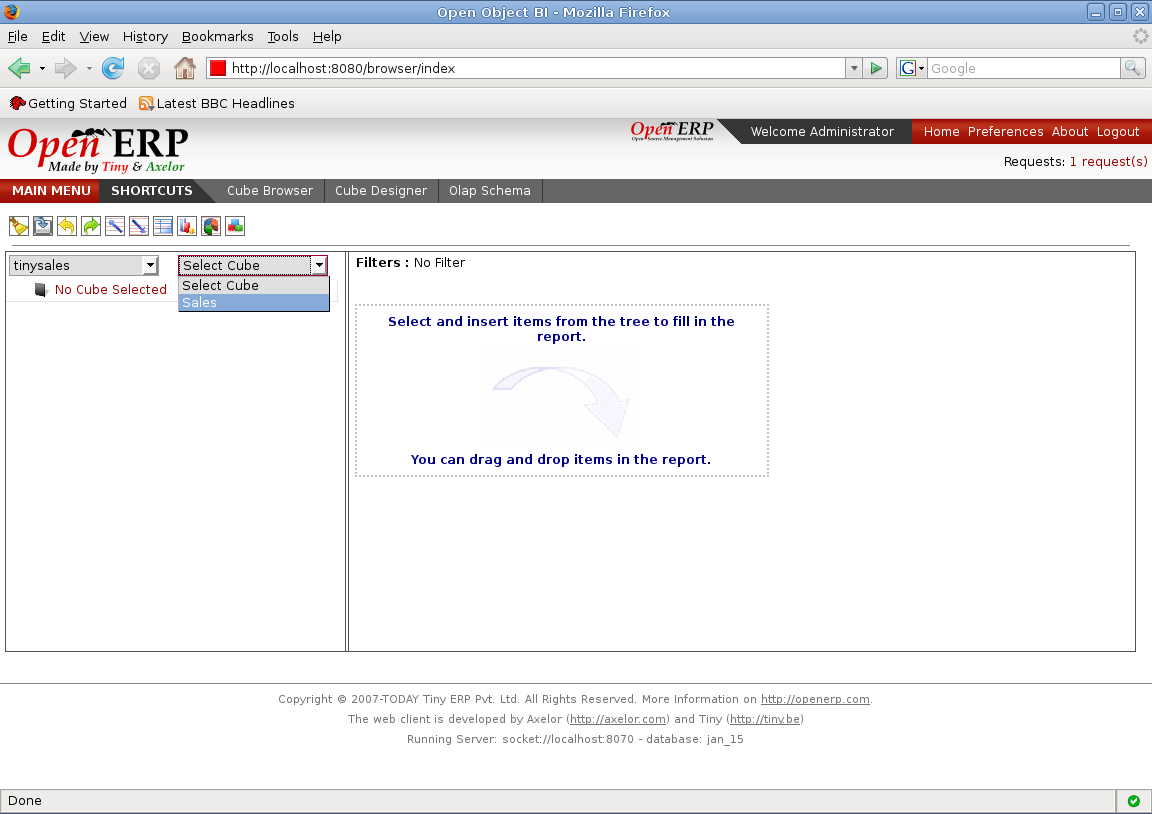 Open Object BI - Mozilla Firefox
File Edit View History Bookmarks Tools Help
http://localhost:8080/browser/index
G Google
Getting Started Latest BBC Headlines
Open ERP
Made by Tiny & Axelor
Open ERP
Open Source Management Solution
Welcome Administrator
Home Preferences About Logout
Requests: 1 request(s)
MAIN MENU SHORTCUTS Cube Browser Cube Designer Olap Schema
tinysales Select Cube
Select Cube
Sales
No Cube Selected
Filters : No Filter
Select and insert items from the tree to fill in the
report.
You can drag and drop items in the report.
Copyright © 2007-TODAY Tiny ERP Pvt. Ltd. All Rights Reserved. More Information on http://openerp.com.
The web client is developed by Axelor (http://axelor.com) and Tiny (http://tiny.be)
Running Server: socket://localhost:8070 - database: jan_15
Done